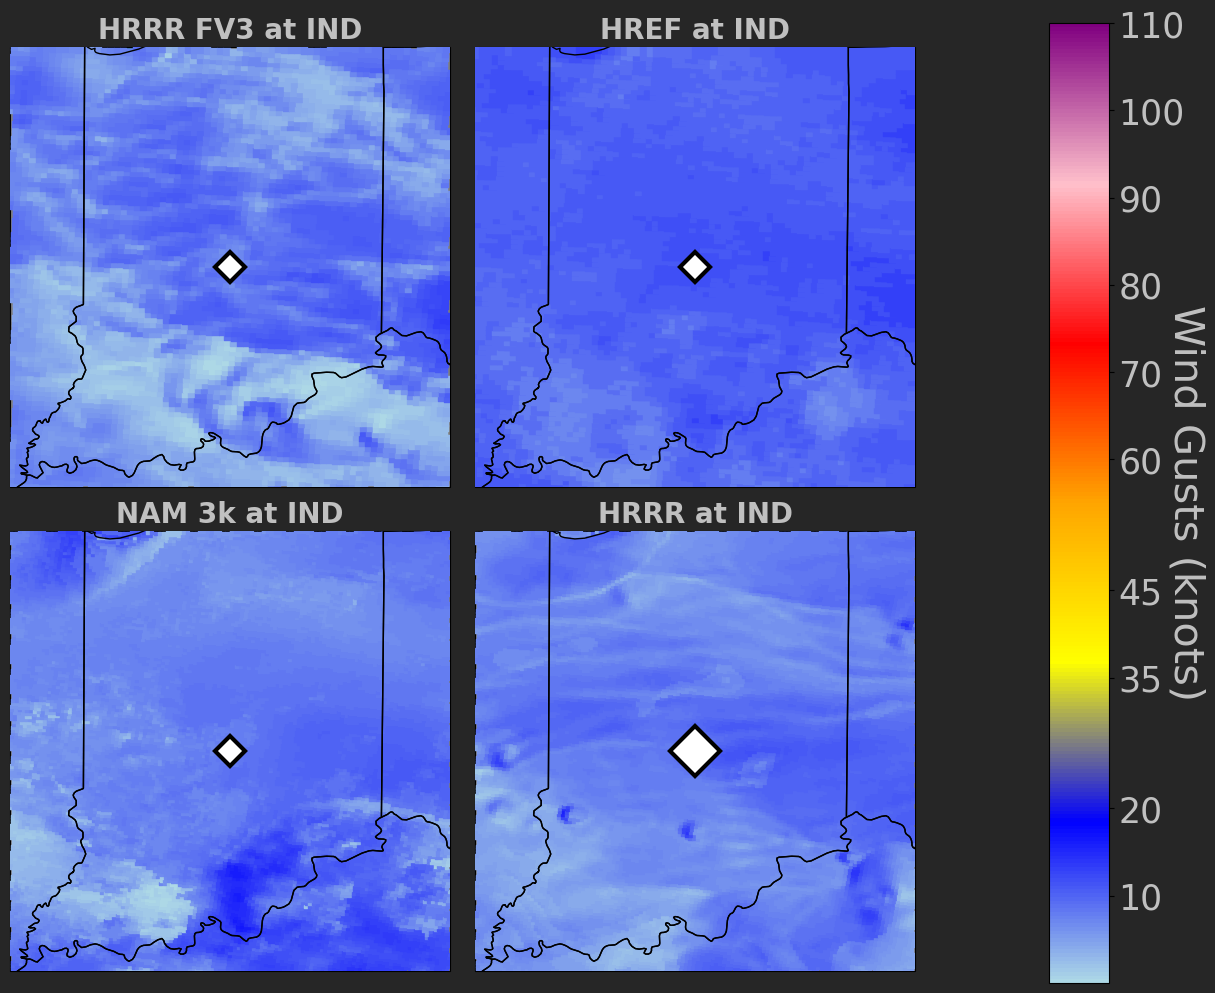 HRRR FV3 at IND
HREF at IND
NAM 3k at IND
HRRR at IND
110
100
90
80
70
60
45
35
20
10
Wind Gusts (knots)